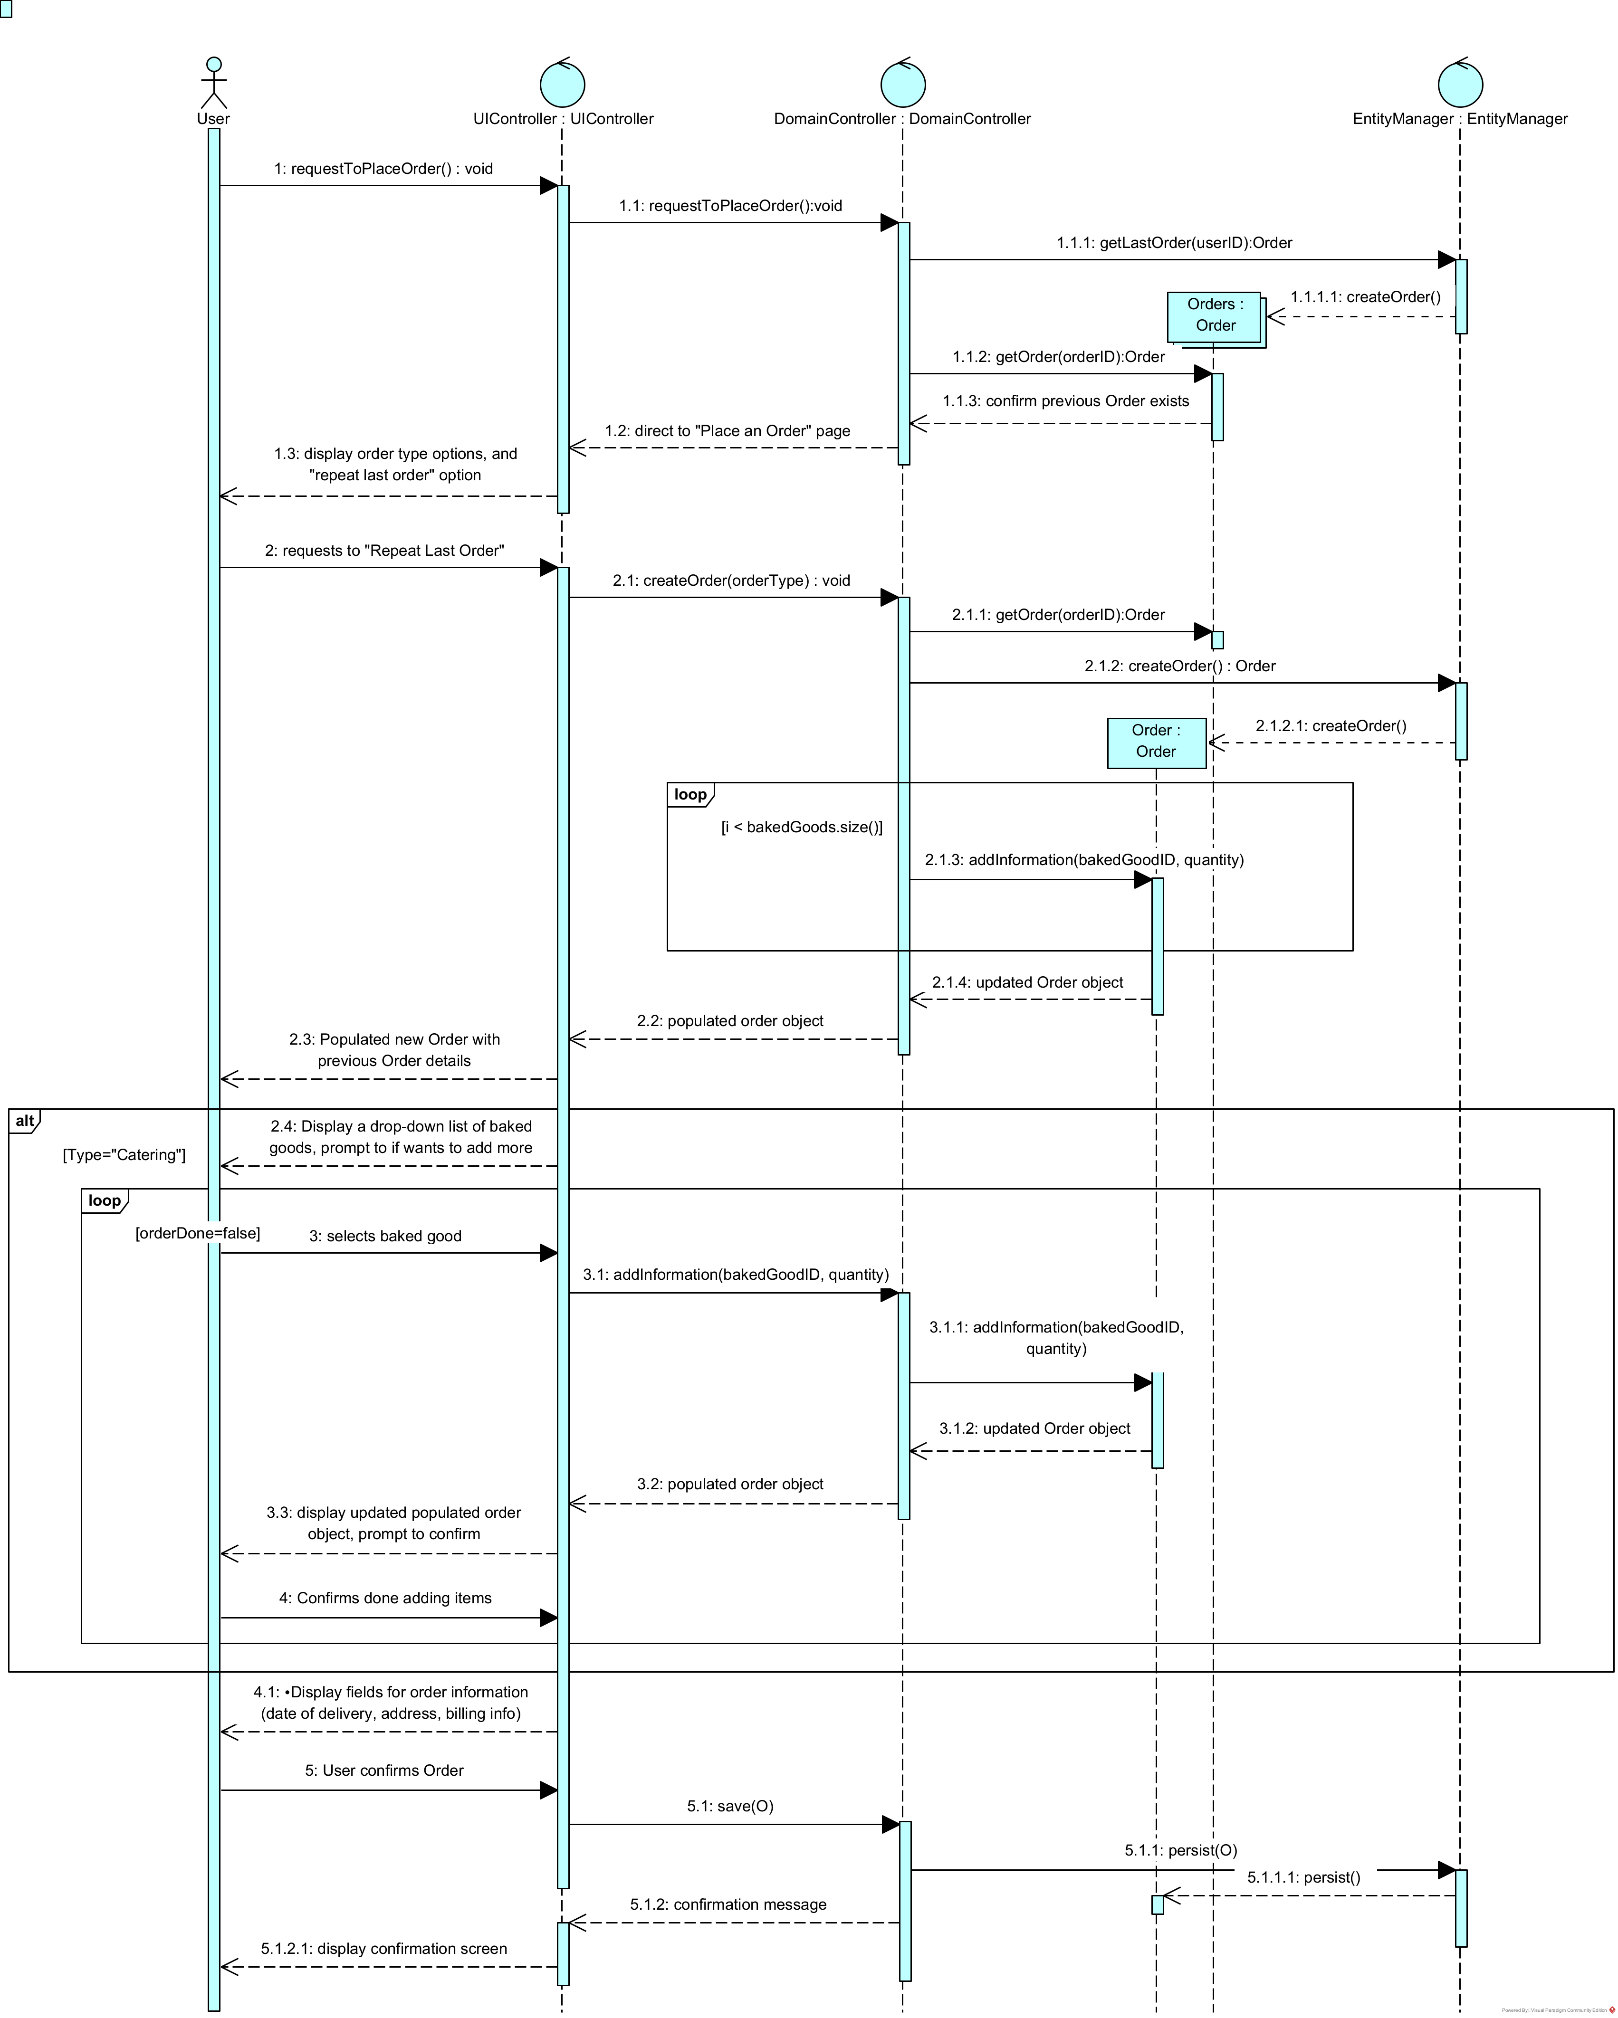 User
UIController : UIController
DomainController : DomainController
EntityManager : EntityManager
1: requestToPlaceOrder() : void
1.1: requestToPlaceOrder():void
1.1.1: getLastOrder(userID):Order
1.1.1.1: createOrder()
Orders :
Order
1.1.2: getOrder(orderID):Order
1.1.3: confirm previous Order exists
1.2: direct to "Place an Order" page
1.3: display order type options, and
"repeat last order" option
2: requests to "Repeat Last Order"
2.1: createOrder(orderType) : void
2.1.1: getOrder(orderID):Order
2.1.2: createOrder() : Order
2.1.2.1: createOrder()
Order :
Order
loop
[i < bakedGoods.size()]
2.1.3: addInformation(bakedGoodID, quantity)
2.1.4: updated Order object
2.2: populated order object
2.3: Populated new Order with
previous Order details
alt
[Type="Catering"]
2.4: Display a drop-down list of baked
goods, prompt to if wants to add more
loop
[orderDone=false]
3: selects baked good
3.1: addInformation(bakedGoodID, quantity)
3.1.1: addInformation(bakedGoodID,
quantity)
3.1.2: updated Order object
3.2: populated order object
3.3: display updated populated order
object, prompt to confirm
4: Confirms done adding items
4.1: •Display fields for order information
(date of delivery, address, billing info)
5: User confirms Order
5.1: save(O)
5.1.1: persist(O)
5.1.1.1: persist()
5.1.2: confirmation message
5.1.2.1: display confirmation screen
Powered By: Visual Paradigm Community Edition